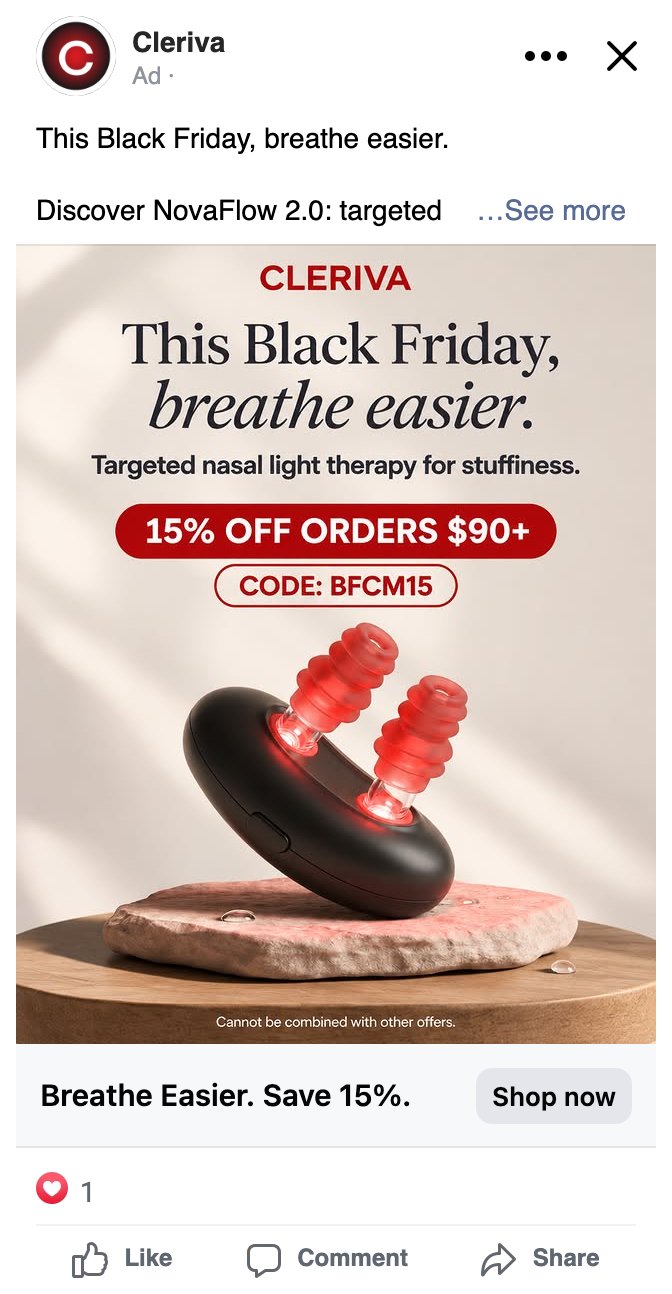 C
Cleriva
Ad ·
This Black Friday, breathe easier.
Discover NovaFlow 2.0: targeted ...See more
CLERIVA
This Black Friday,
breathe easier.
Targeted nasal light therapy for stuffiness.
15% OFF ORDERS $90+
CODE: BFCM15
Cannot be combined with other offers.
Breathe Easier. Save 15%.
Shop now
1
Like Comment Share